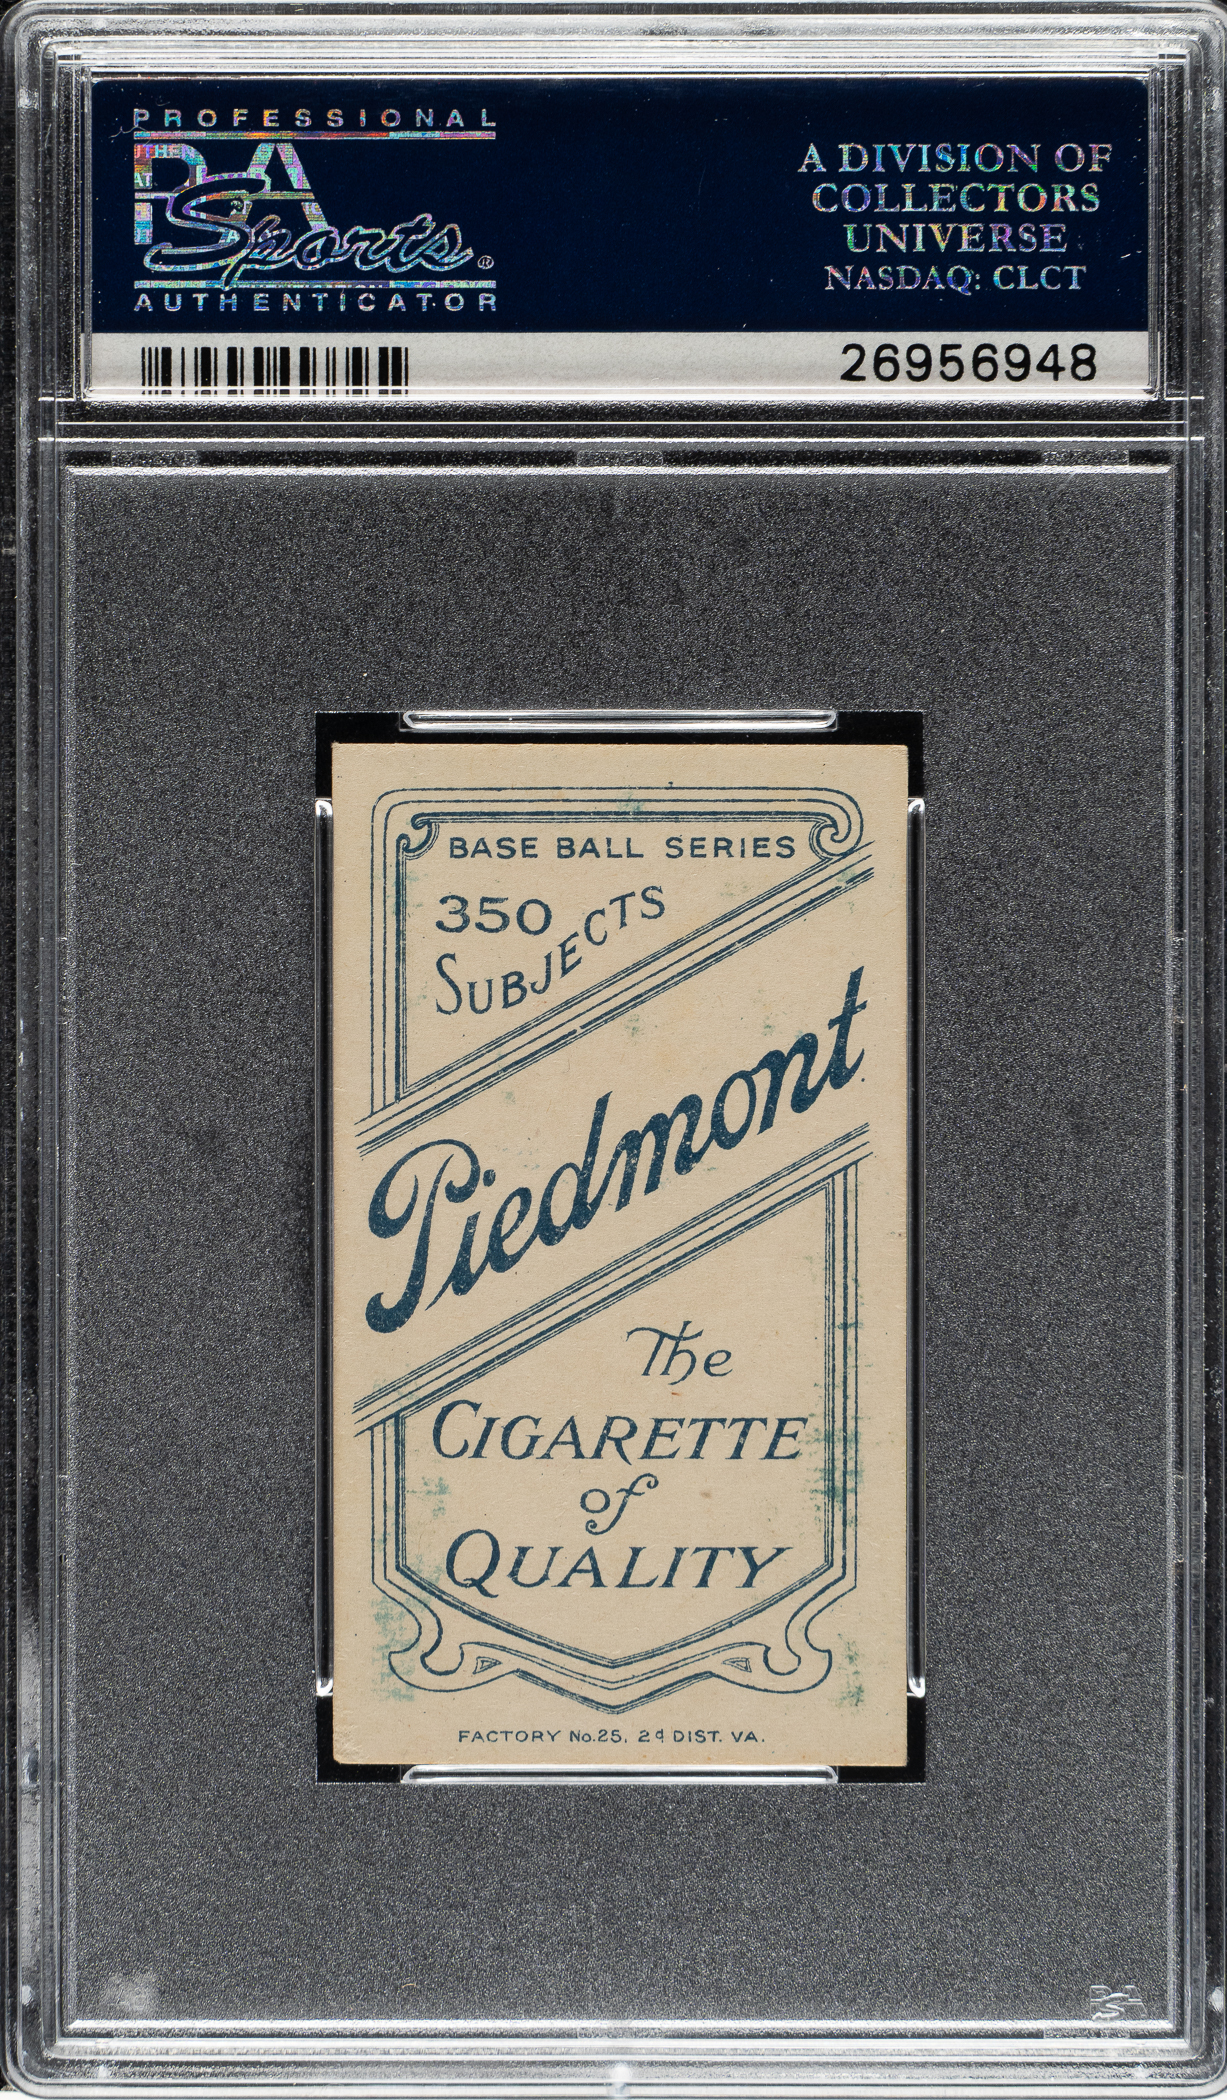 PROFESSIONAL
PSA
Sports®
AUTHENTICATOR
A DIVISION OF
COLLECTORS
UNIVERSE
NASDAQ: CLCT
26956948
BASE BALL SERIES
350
SUBJECTS
Piedmont
The
CIGARETTE
of
QUALITY
FACTORY No. 25, 2d DIST. VA.
PSA